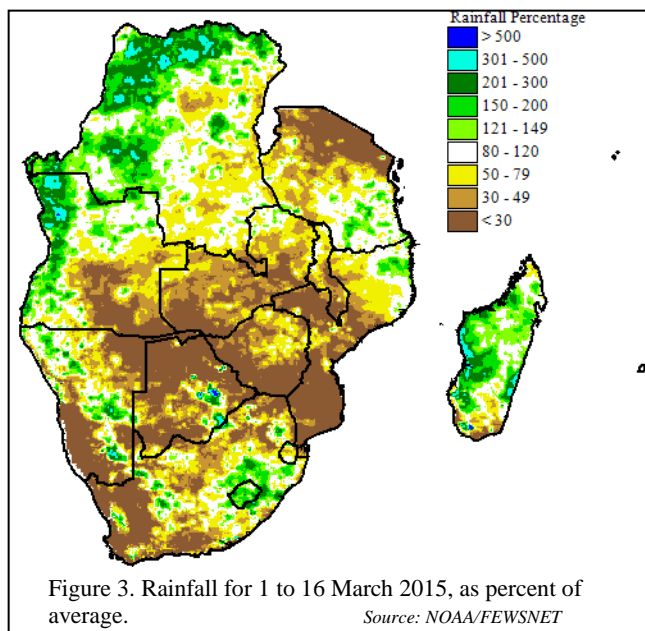 Rainfall Percentage
> 500
301 - 500
201 - 300
150 - 200
121 - 149
80 - 120
50 - 79
30 - 49
< 30
Figure 3. Rainfall for 1 to 16 March 2015, as percent of
average. Source: NOAA/FEWSNET